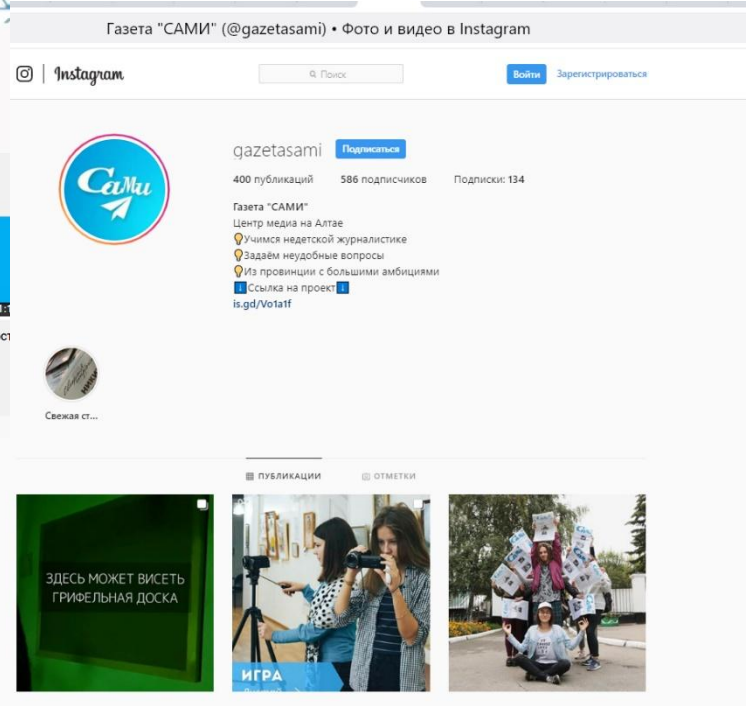 Газета "САМИ" (@gazetasami) • Фото и видео в Instagram
Instagram
Поиск
Войти
Зарегистрироваться
Сами
gazetasami
Подписаться
400 публикаций 586 подписчиков Подписки: 134
Газета "САМИ"
Центр медиа на Алтае
Учимся недетской журналистике
Задаём неудобные вопросы
Из провинции с большими амбициями
Ссылка на проект
is.gd/Vo1a1f
Свежая ст...
ПУБЛИКАЦИИ
ОТМЕТКИ
ЗДЕСЬ МОЖЕТ ВИСЕТЬ
ГРИФЕЛЬНАЯ ДОСКА
ИГРА